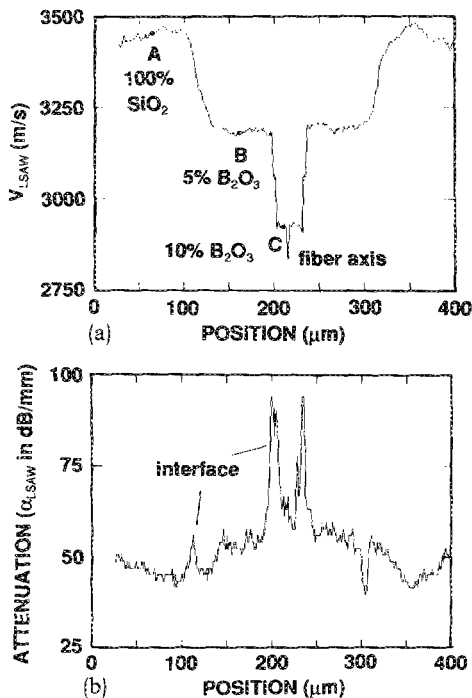 3500
A
100%
SiO₂
3250
V_LSAW (m/s)
B
5% B₂O₃
3000
C
10% B₂O₃
fiber axis
2750
0 100 200 300 400
(a) POSITION (μm)
100
ATTENUATION (α_LSAW in dB/mm)
75
interface
50
25
0 100 200 300 400
(b) POSITION (μm)